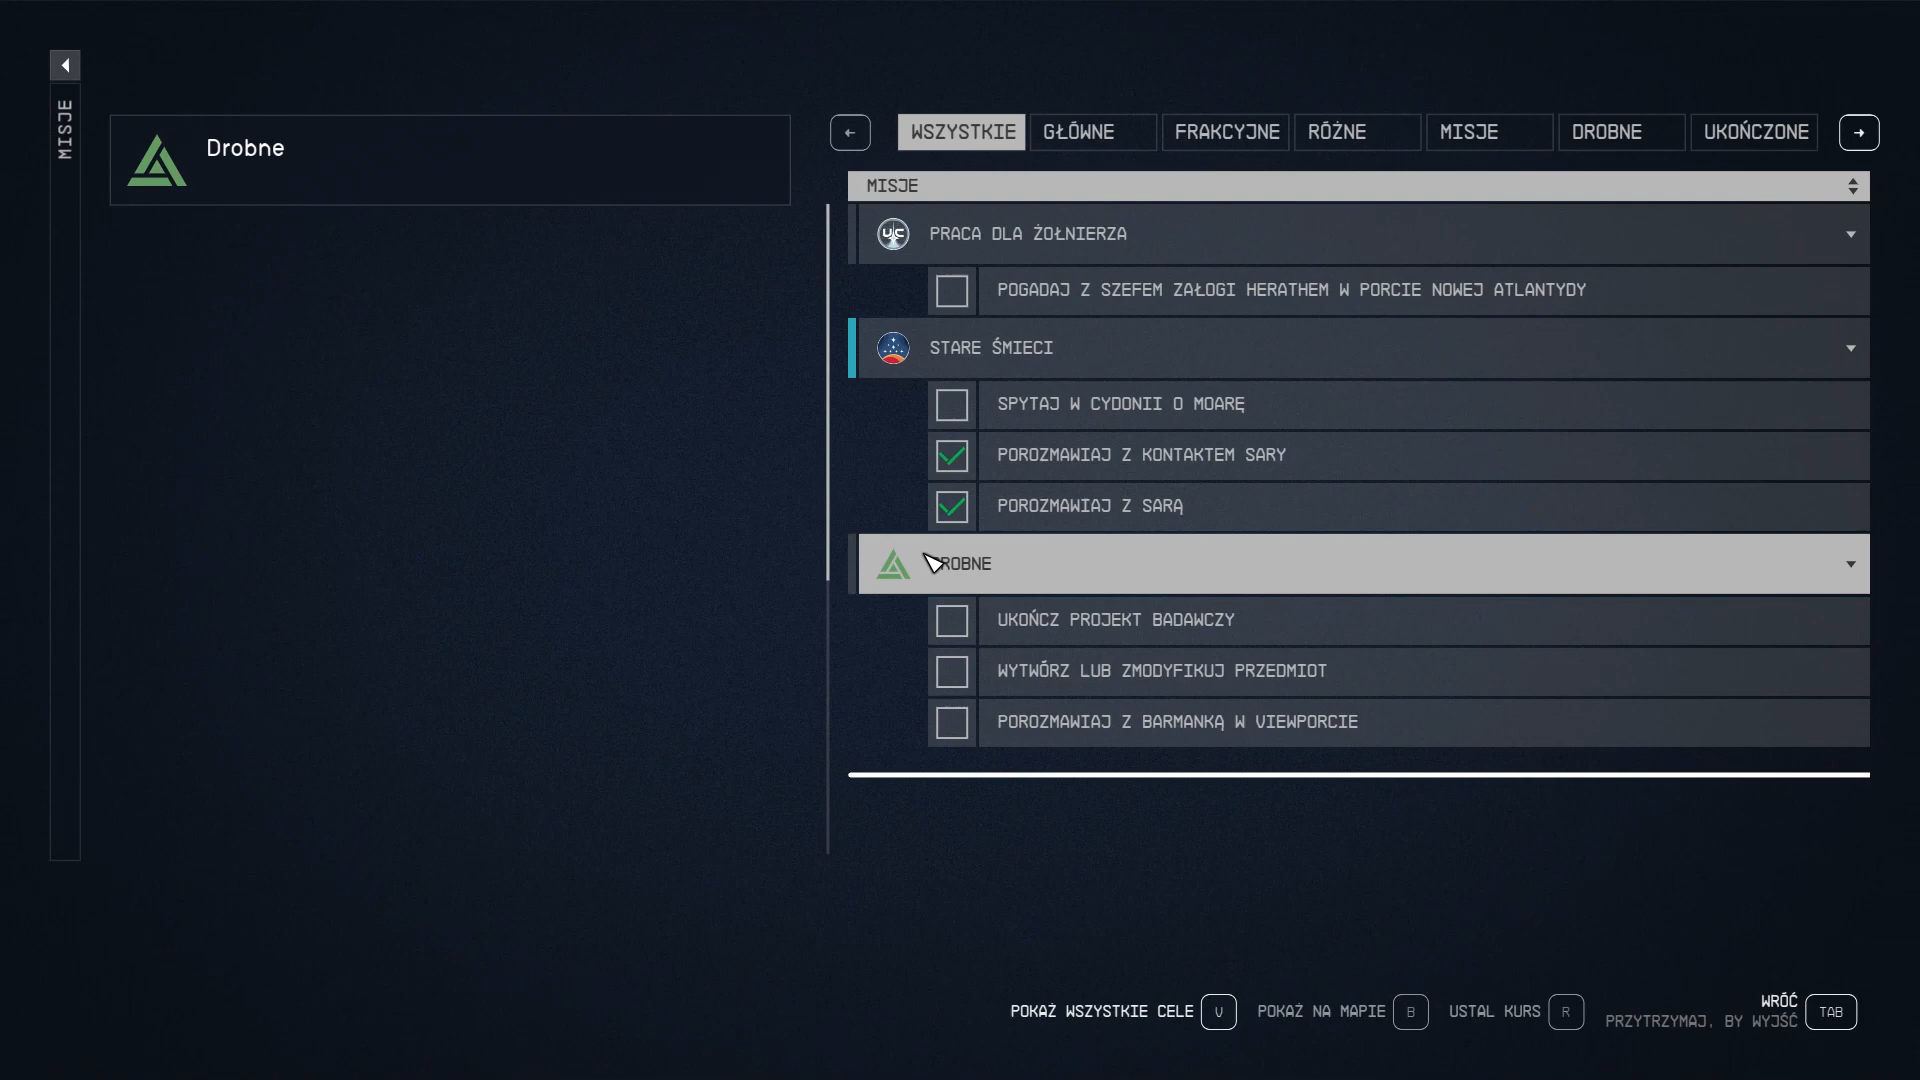 MISJE
Drobne
WSZYSTKIE
GŁÓWNE
FRAKCYJNE
RÓŻNE
MISJE
DROBNE
UKOŃCZONE
MISJE
UC
PRACA DLA ŻOŁNIERZA
POGADAJ Z SZEFEM ZAŁOGI HERATHEM W PORCIE NOWEJ ATLANTYDY
STARE ŚMIECI
SPYTAJ W CYDONII O MOARĘ
POROZMAWIAJ Z KONTAKTEM SARY
POROZMAWIAJ Z SARĄ
DROBNE
UKOŃCZ PROJEKT BADAWCZY
WYTWÓRZ LUB ZMODYFIKUJ PRZEDMIOT
POROZMAWIAJ Z BARMANKĄ W VIEWPORCIE
POKAŻ WSZYSTKIE CELE V
POKAŻ NA MAPIE B
USTAL KURS R
WRÓĆ
PRZYTRZYMAJ, BY WYJŚĆ
TAB